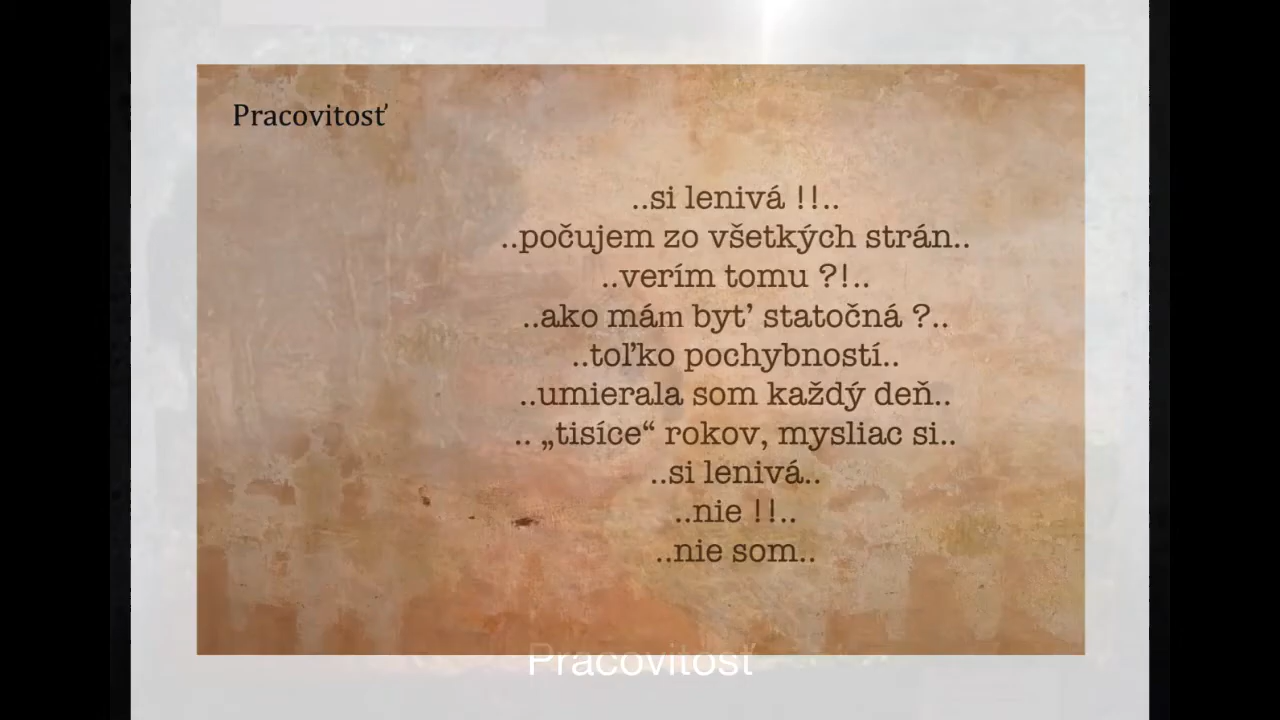 Pracovitosť
..si lenivá !!..
..počujem zo všetkých strán..
..verím tomu ?!..
..ako mám byť statočná ?..
..toľko pochybností..
..umierala som každý deň..
.. „tisíce“ rokov, mysliac si..
..si lenivá..
..nie !!..
..nie som..
Pracovitosť